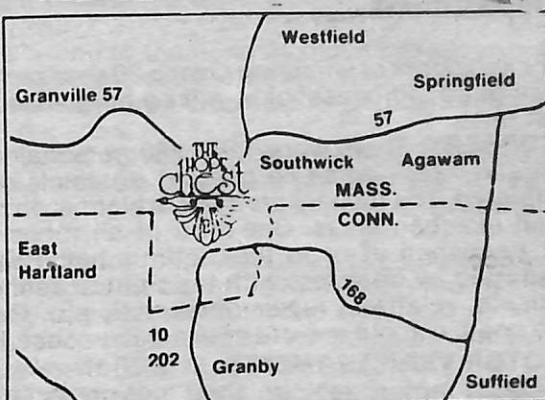 Westfield
Springfield
Granville 57
57
THE
HOPE
chest
Southwick
Agawam
MASS.
CONN.
East
Hartland
168
10
202
Granby
Suffield